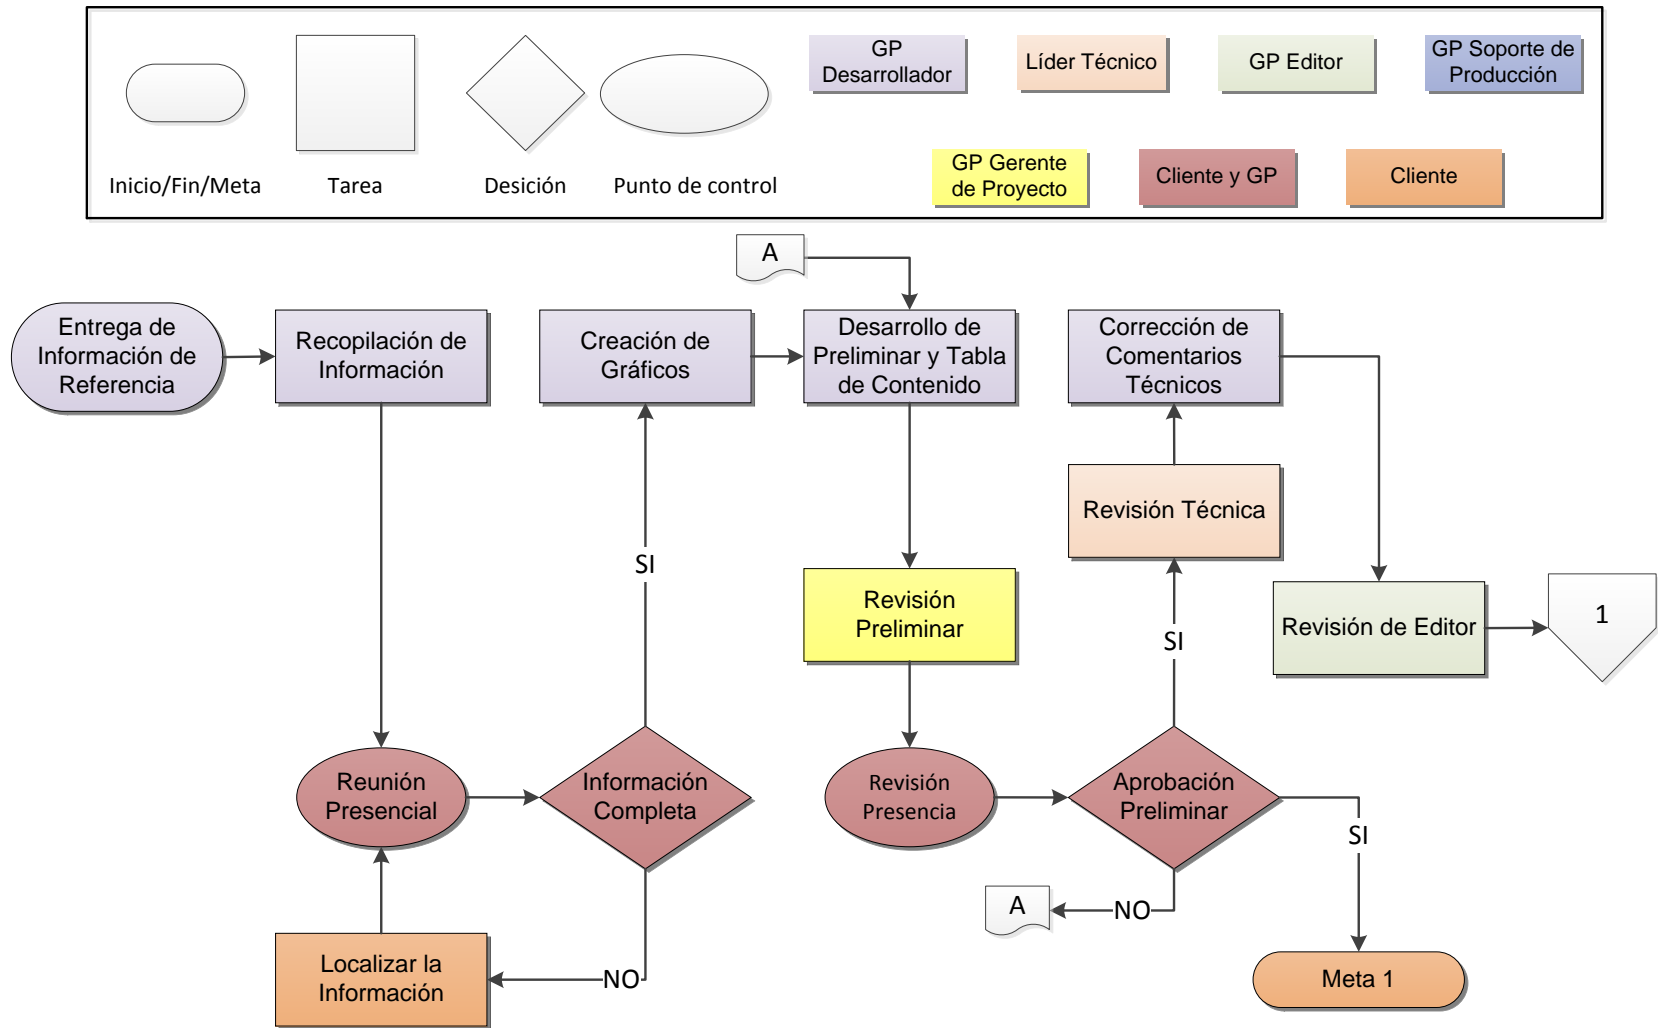 GP
Desarrollador
Líder Técnico
GP Editor
GP Soporte de
Producción
Inicio/Fin/Meta
Tarea
Desición
Punto de control
GP Gerente
de Proyecto
Cliente y GP
Cliente
A
Entrega de
Información de
Referencia
Recopilación de
Información
Creación de
Gráficos
Desarrollo de
Preliminar y Tabla
de Contenido
Corrección de
Comentarios
Técnicos
Revisión Técnica
SI
Revisión
Preliminar
Revisión de Editor
1
SI
Reunión
Presencial
Información
Completa
Revisión
Presencia
Aprobación
Preliminar
SI
A
NO
Localizar la
Información
NO
Meta 1